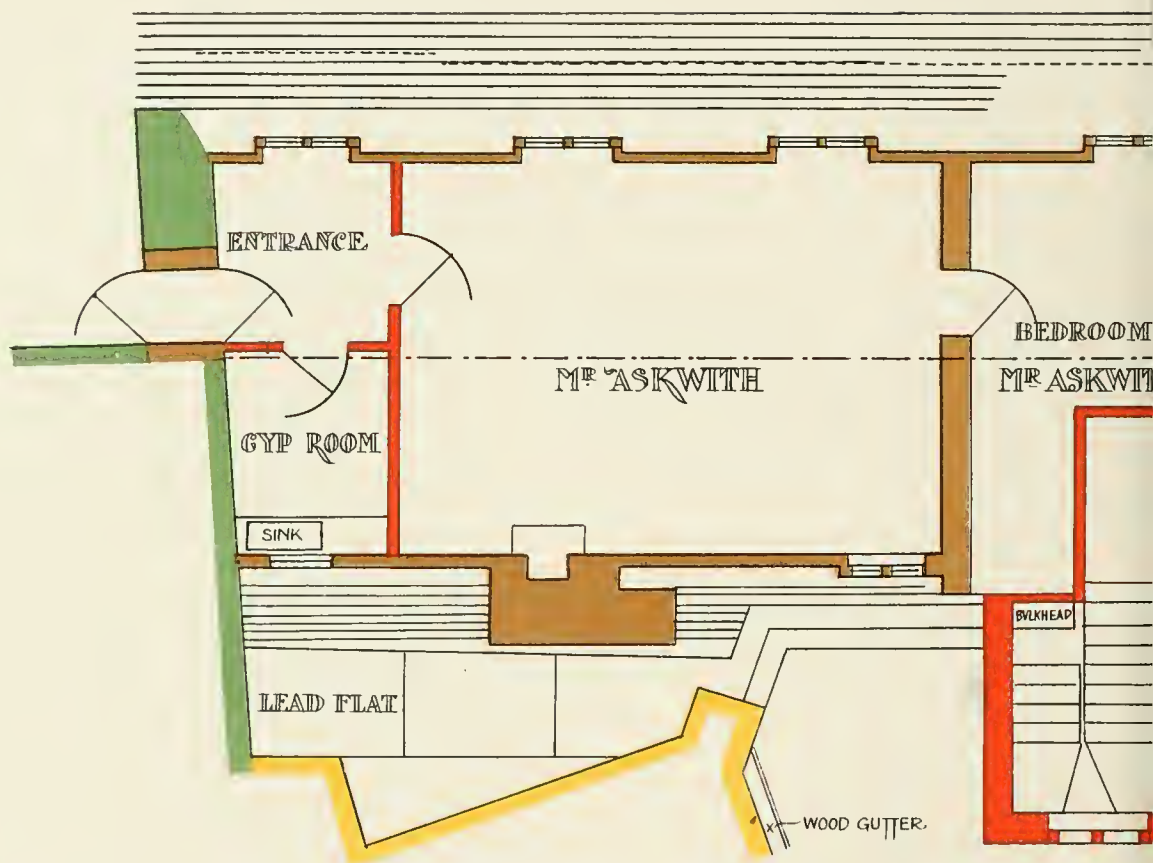 ENTRANCE
BEDROOM
MR ASKWITH
MR ASKWIT
GYP ROOM
SINK
BULKHEAD
LEAD FLAT
WOOD GUTTER